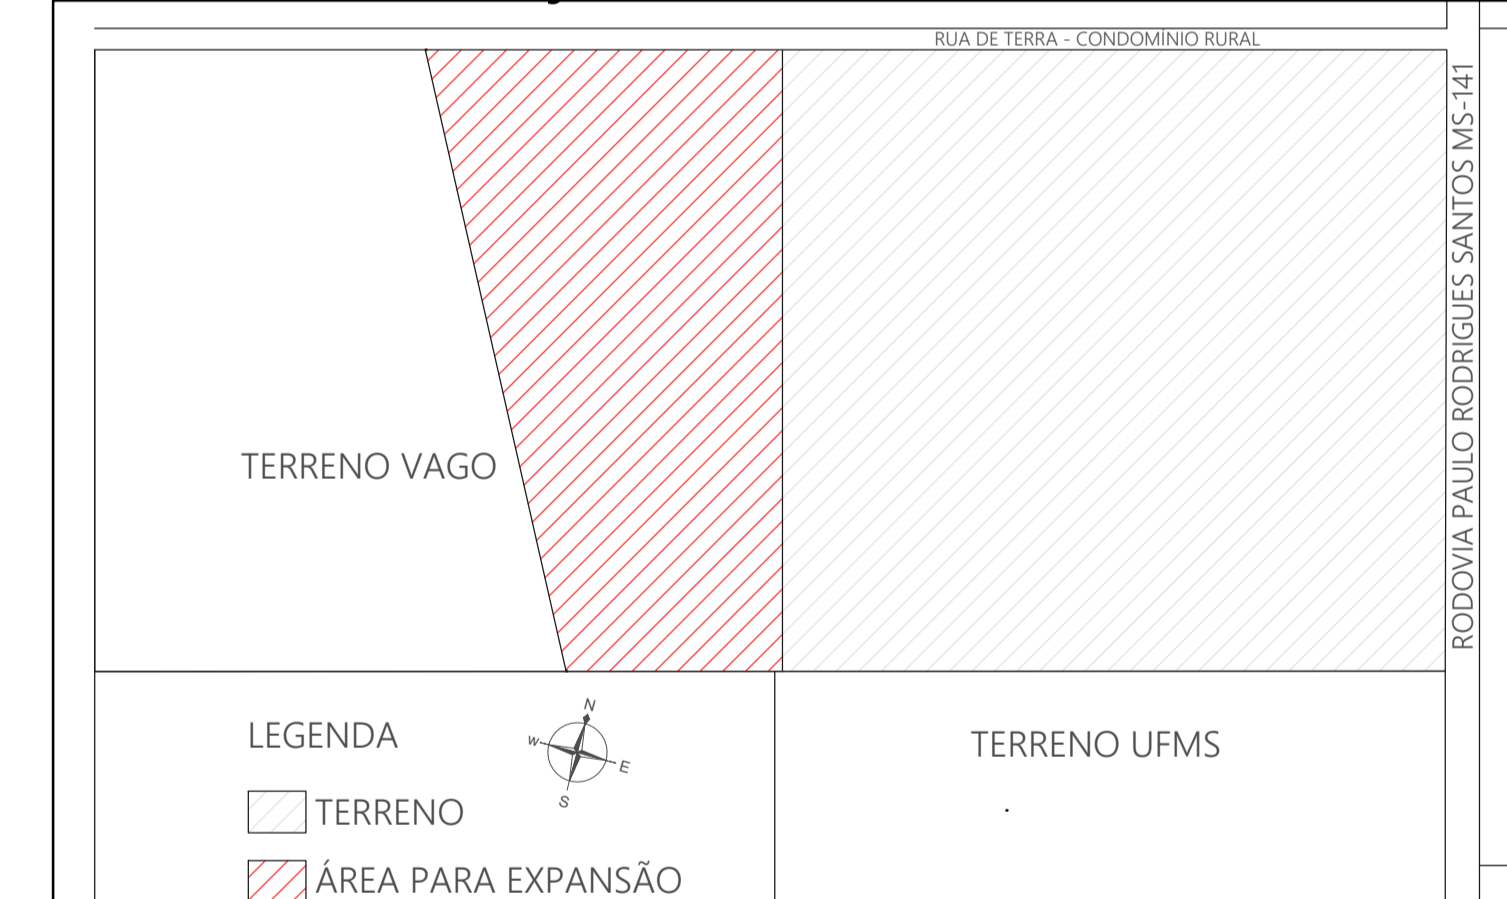 RUA DE TERRA - CONDOMÍNIO RURAL
RODOVIA PAULO RODRIGUES SANTOS MS-141
TERRENO VAGO
LEGENDA
N
W
E
S
TERRENO UFMS
TERRENO
ÁREA PARA EXPANSÃO